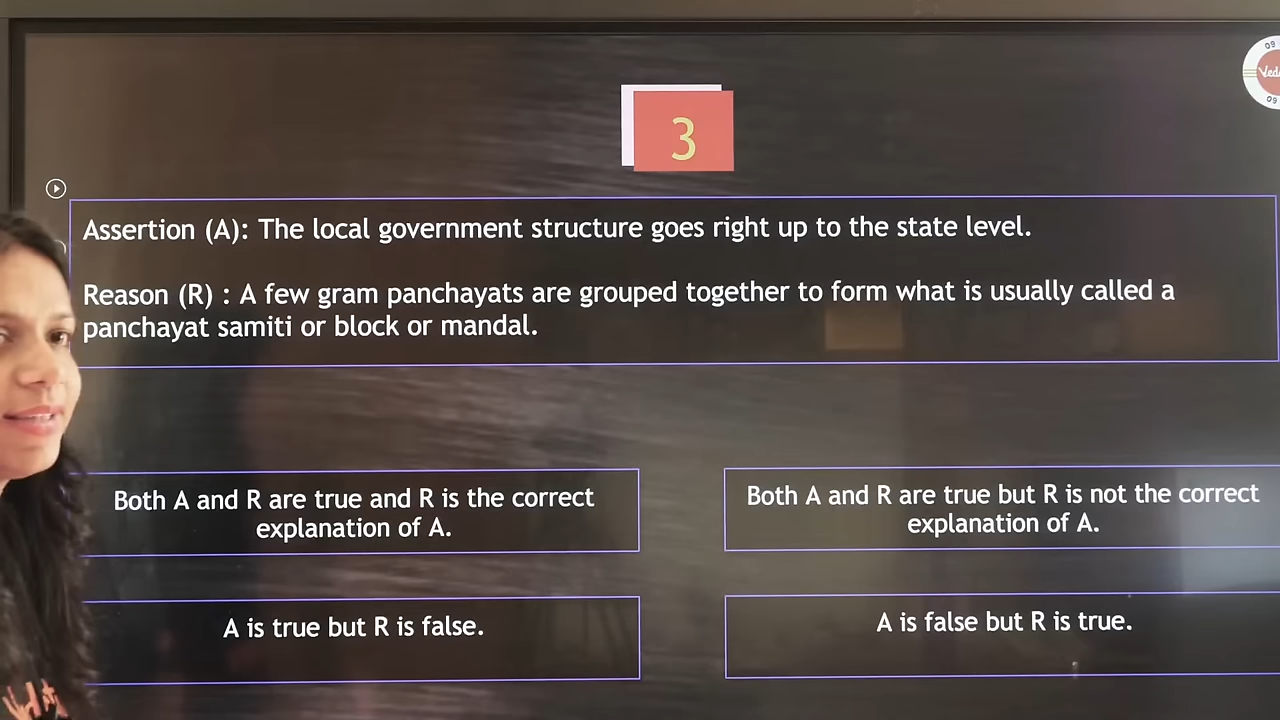 3
Assertion (A): The local government structure goes right up to the state level.
Reason (R) : A few gram panchayats are grouped together to form what is usually called a
panchayat samiti or block or mandal.
Both A and R are true and R is the correct
explanation of A.
Both A and R are true but R is not the correct
explanation of A.
A is true but R is false.
A is false but R is true.
09
09